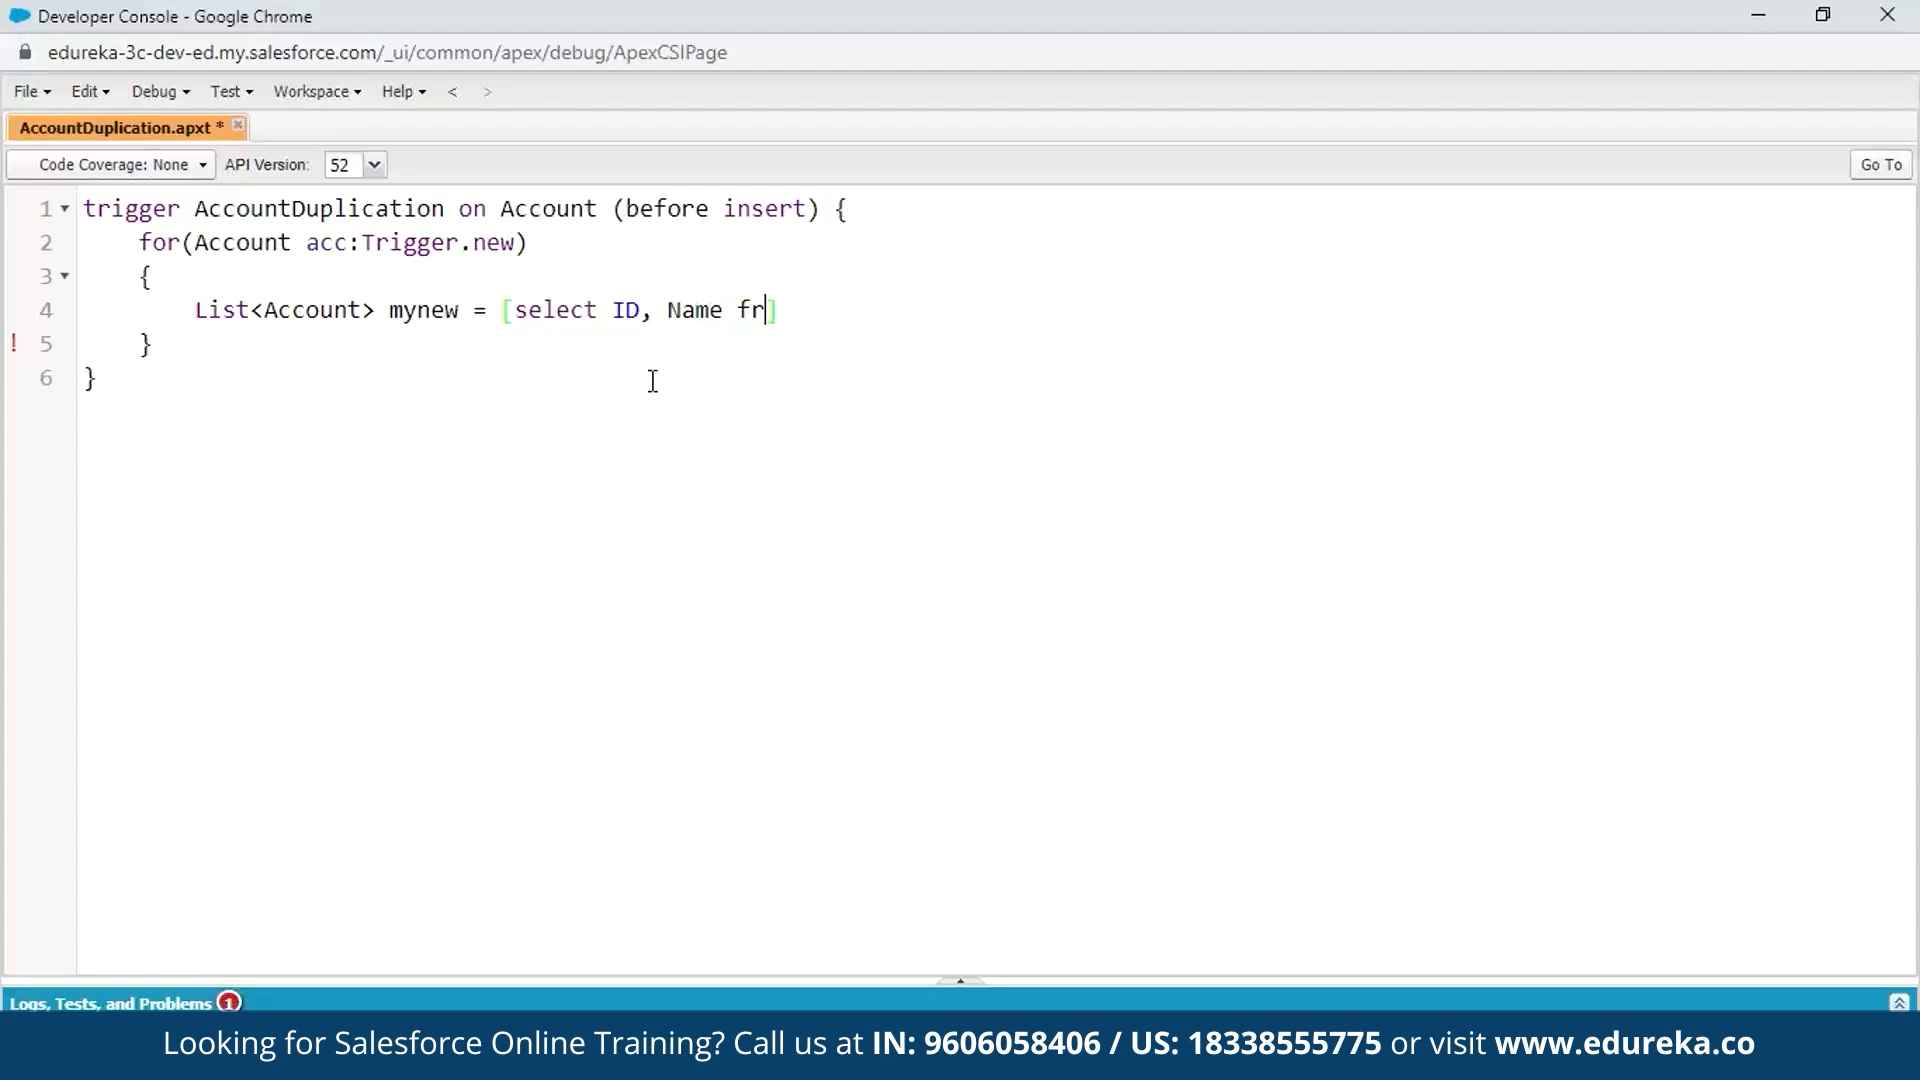 Developer Console - Google Chrome
edureka-3c-dev-ed.my.salesforce.com/_ui/common/apex/debug/ApexCSIPage
File Edit Debug Test Workspace Help < >
AccountDuplication.apxt *
Code Coverage: None API Version: 52 Go To
1 trigger AccountDuplication on Account (before insert) {
2 for(Account acc:Trigger.new)
3 {
4 List<Account> mynew = [select ID, Name fr]
! 5 }
6 }
Logs, Tests, and Problems 1
Looking for Salesforce Online Training? Call us at IN: 9606058406 / US: 18338555775 or visit www.edureka.co